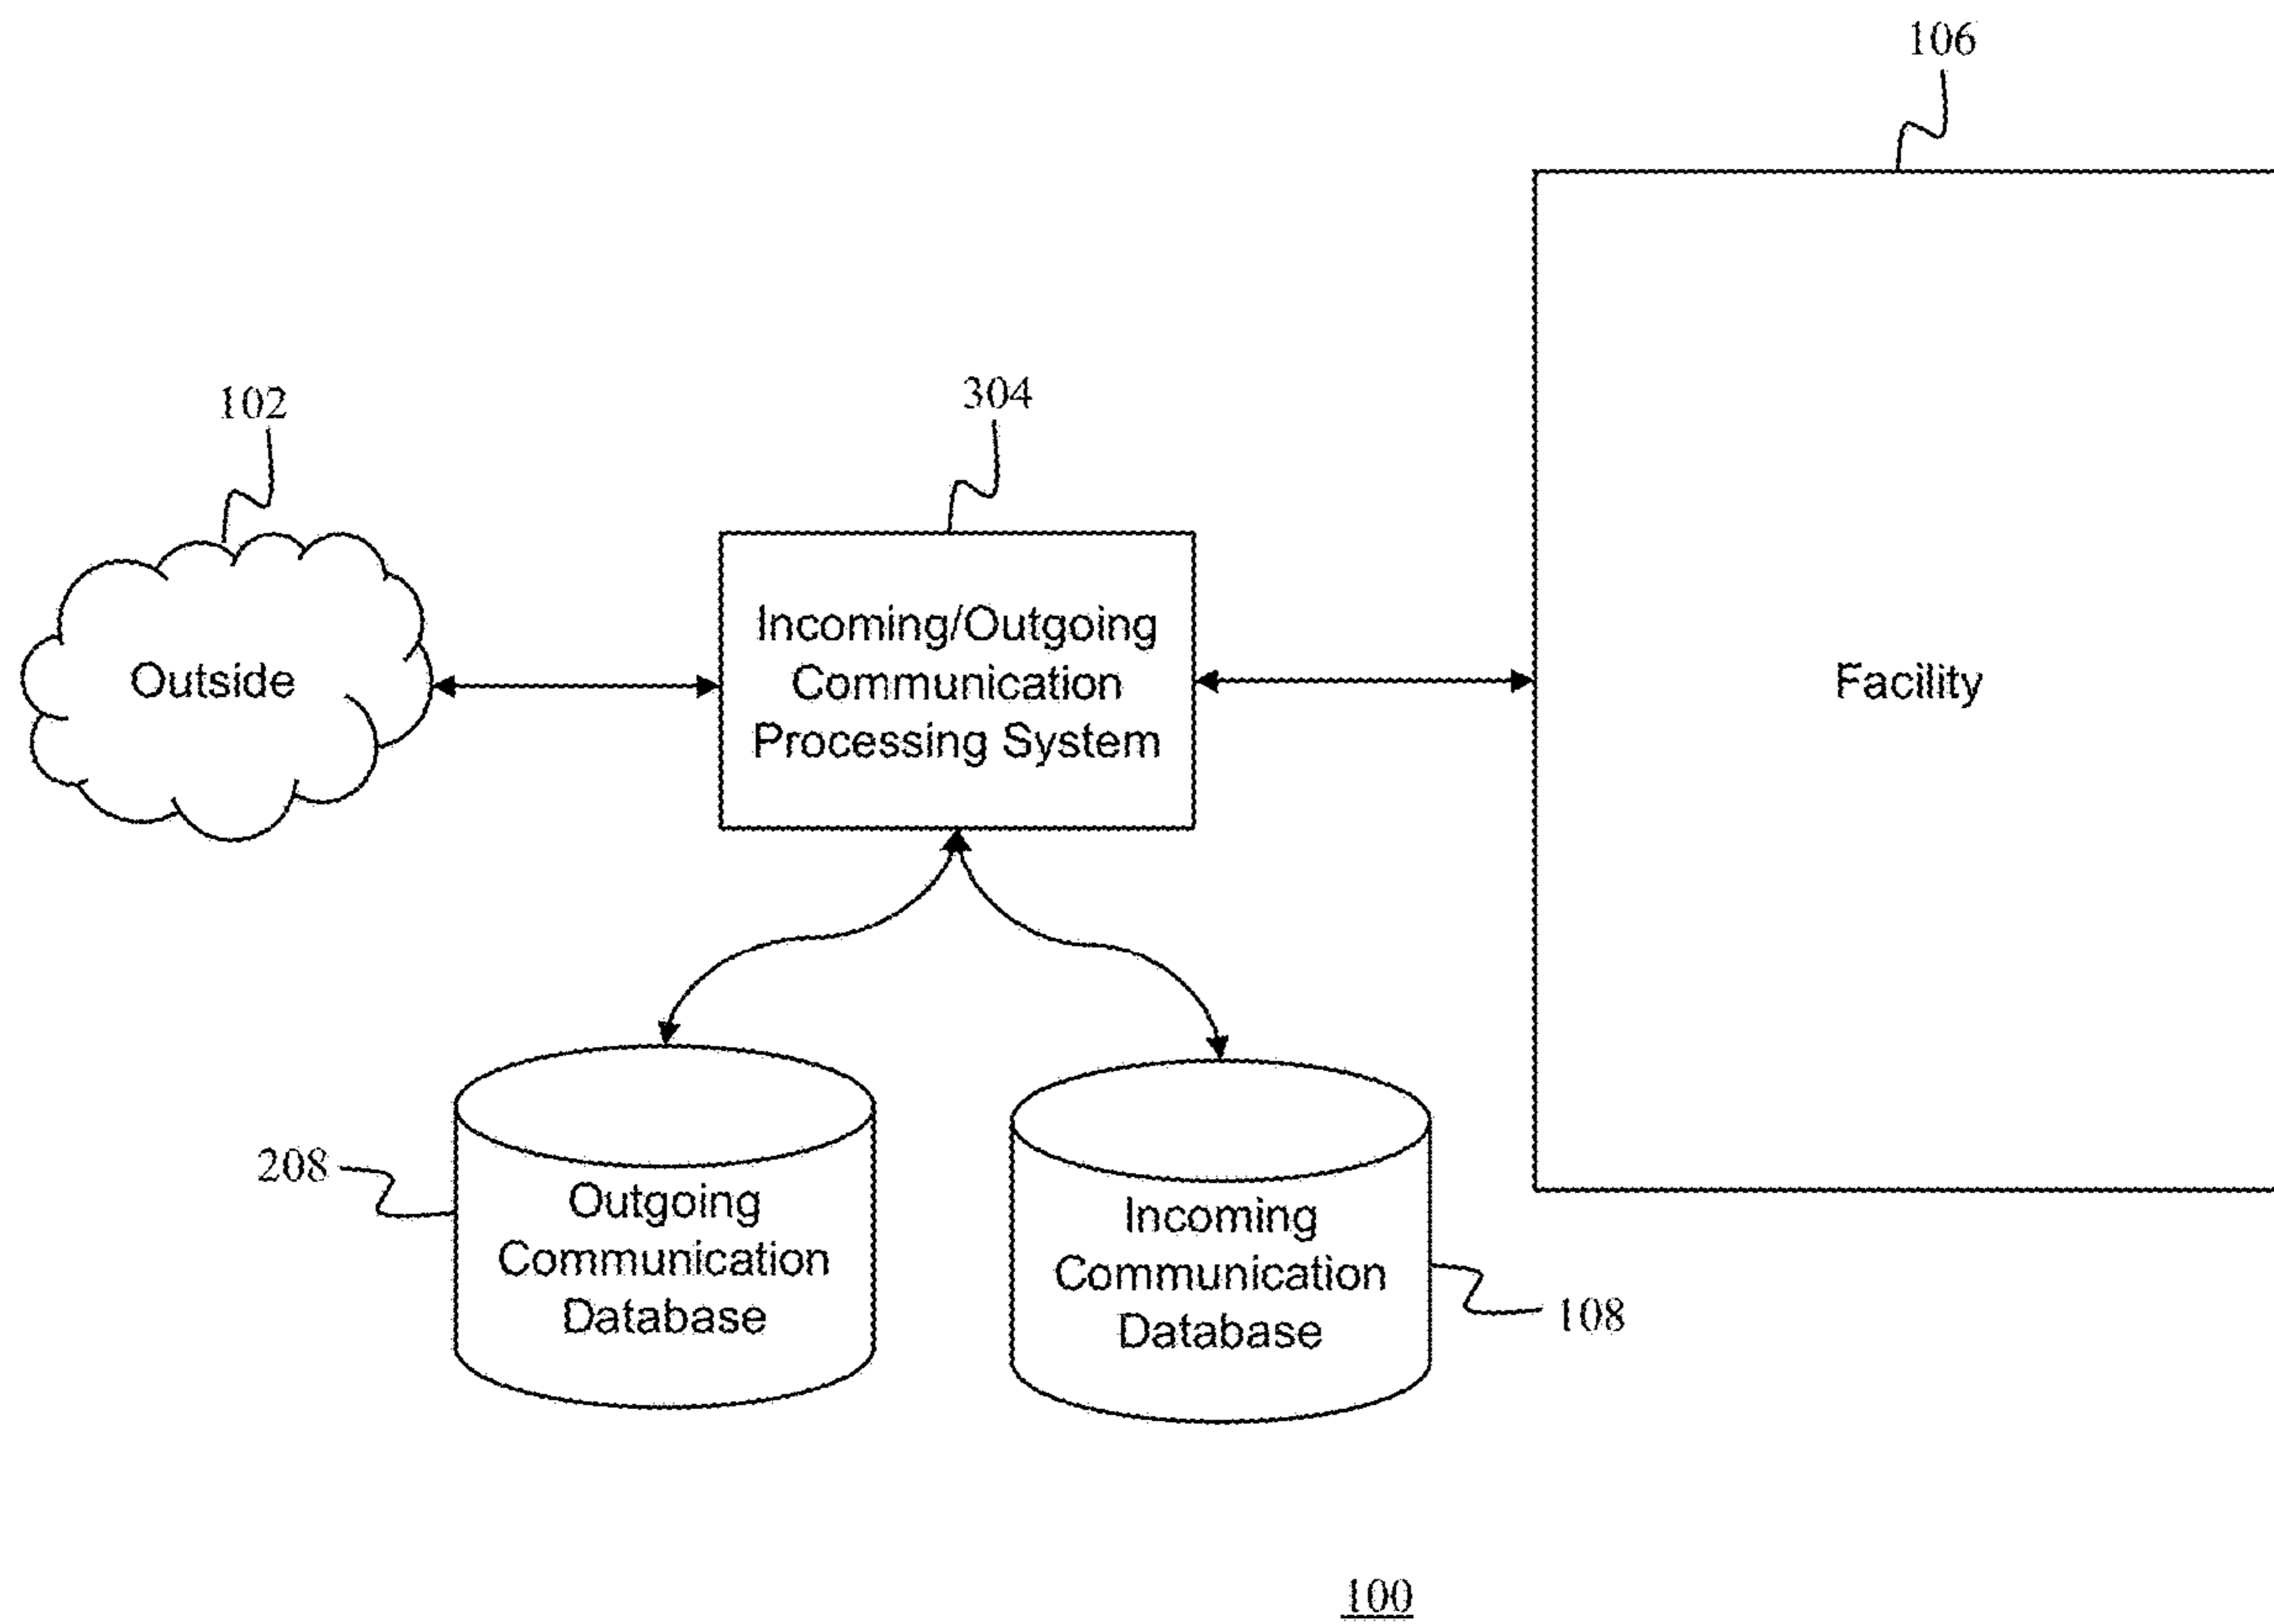 106
102
304
Incoming/Outgoing
Communication
Processing System
Outside
Facility
208
Outgoing
Communication
Database
Incoming
Communication
Database
108
100